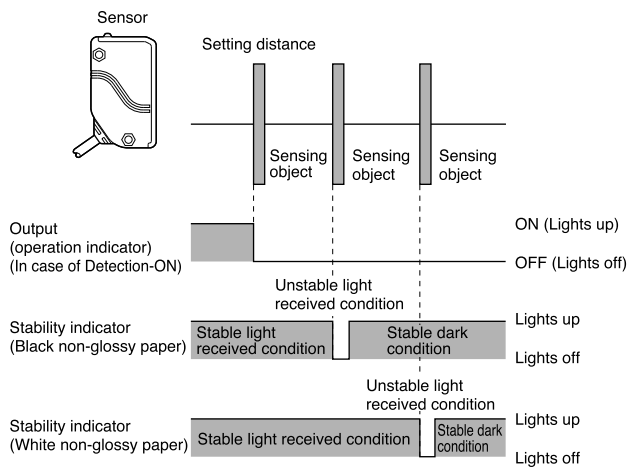 Sensor
Setting distance
Sensing
object
Sensing
object
Sensing
object
Output
(operation indicator)
(In case of Detection-ON)
ON (Lights up)
OFF (Lights off)
Unstable light
received condition
Stability indicator
(Black non-glossy paper)
Stable light
received condition
Stable dark
condition
Lights up
Lights off
Unstable light
received condition
Stability indicator
(White non-glossy paper)
Stable light received condition
Stable dark
condition
Lights up
Lights off